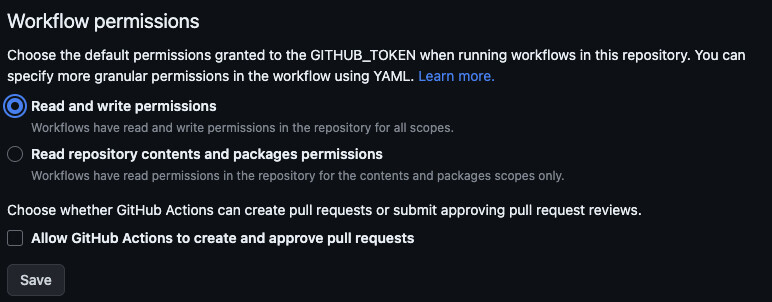 Workflow permissions
Choose the default permissions granted to the GITHUB_TOKEN when running workflows in this repository. You can
specify more granular permissions in the workflow using YAML. Learn more.
Read and write permissions
Workflows have read and write permissions in the repository for all scopes.
Read repository contents and packages permissions
Workflows have read permissions in the repository for the contents and packages scopes only.
Choose whether GitHub Actions can create pull requests or submit approving pull request reviews.
Allow GitHub Actions to create and approve pull requests
Save